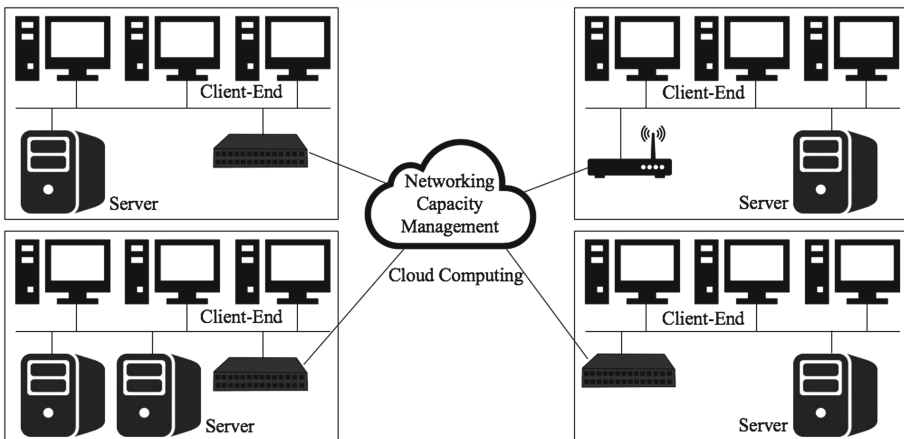 Client-End
Server
Client-End
Server
Networking
Capacity
Management
Cloud Computing
Client-End
Server
Client-End
Server